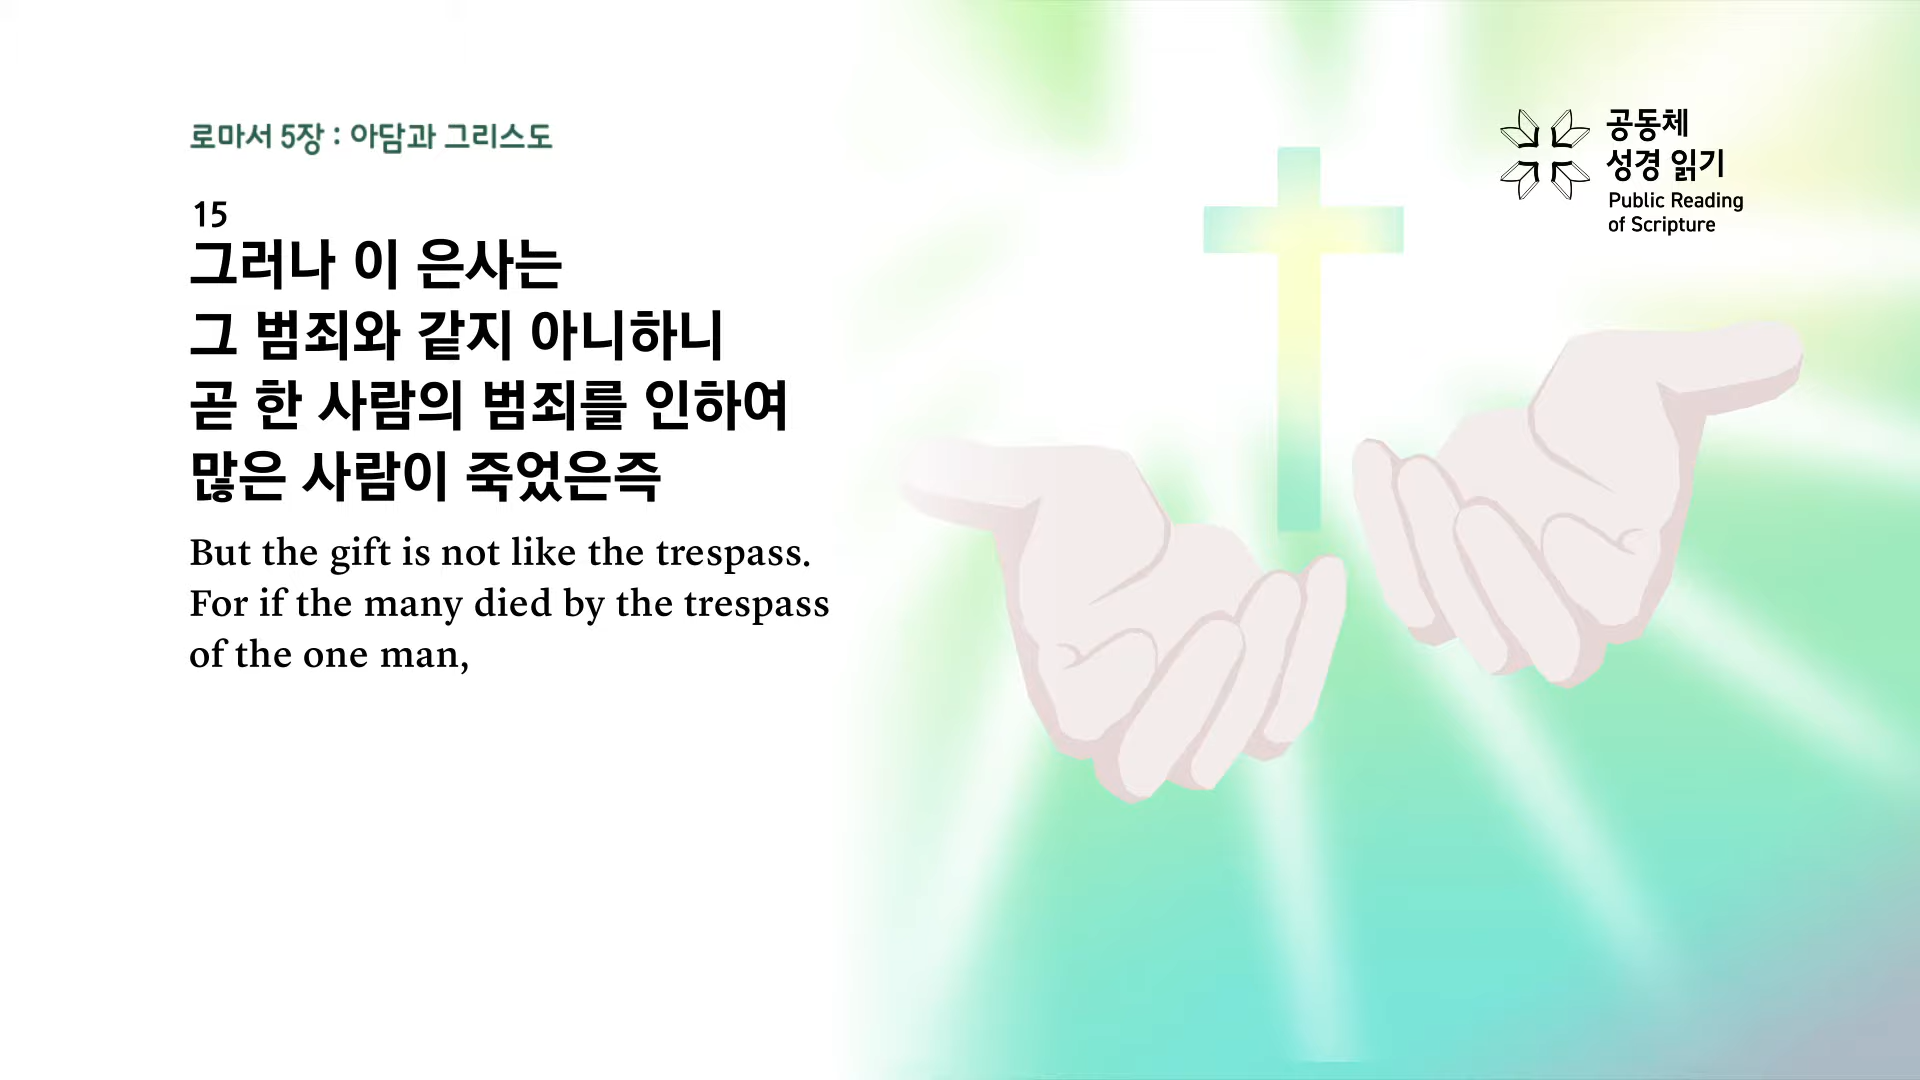 로마서 5장 : 아담과 그리스도
15
그러나 이 은사는
그 범죄와 같지 아니하니
곧 한 사람의 범죄를 인하여
많은 사람이 죽었은즉
But the gift is not like the trespass.
For if the many died by the trespass
of the one man,
공동체
성경 읽기
Public Reading
of Scripture